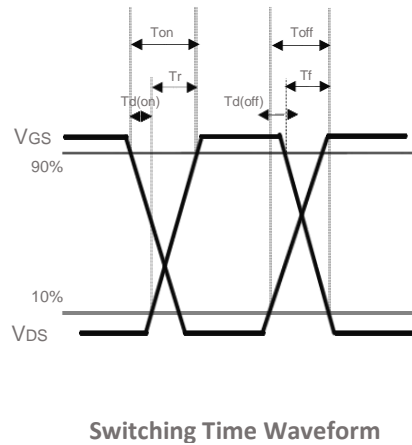 Ton
Toff
Tr
Tf
Td(on)
Td(off)
VGS
90%
10%
VDS
Switching Time Waveform